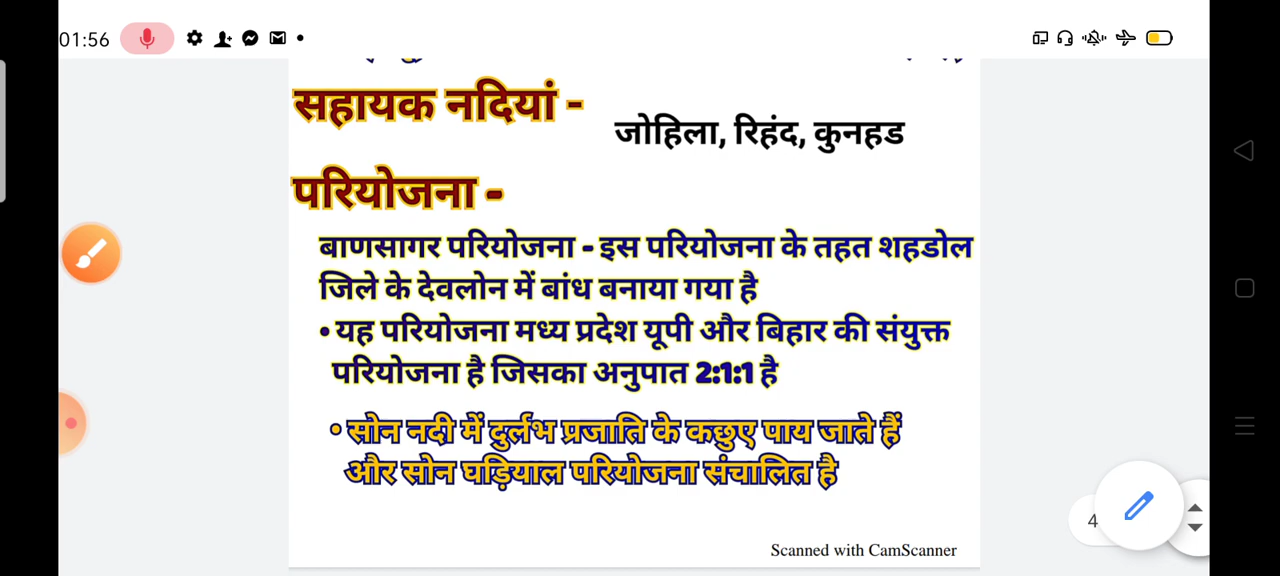 01:56
सहायक नदियां -
जोहिला, रिहंद, कुनहड
परियोजना -
बाणसागर परियोजना - इस परियोजना के तहत शहडोल
जिले के देवलोन में बांध बनाया गया है
• यह परियोजना मध्य प्रदेश यूपी और बिहार की संयुक्त
परियोजना है जिसका अनुपात 2:1:1 है
• सोन नदी में दुर्लभ प्रजाति के कछुए पाय जाते हैं
और सोन घड़ियाल परियोजना संचालित है
4
Scanned with CamScanner